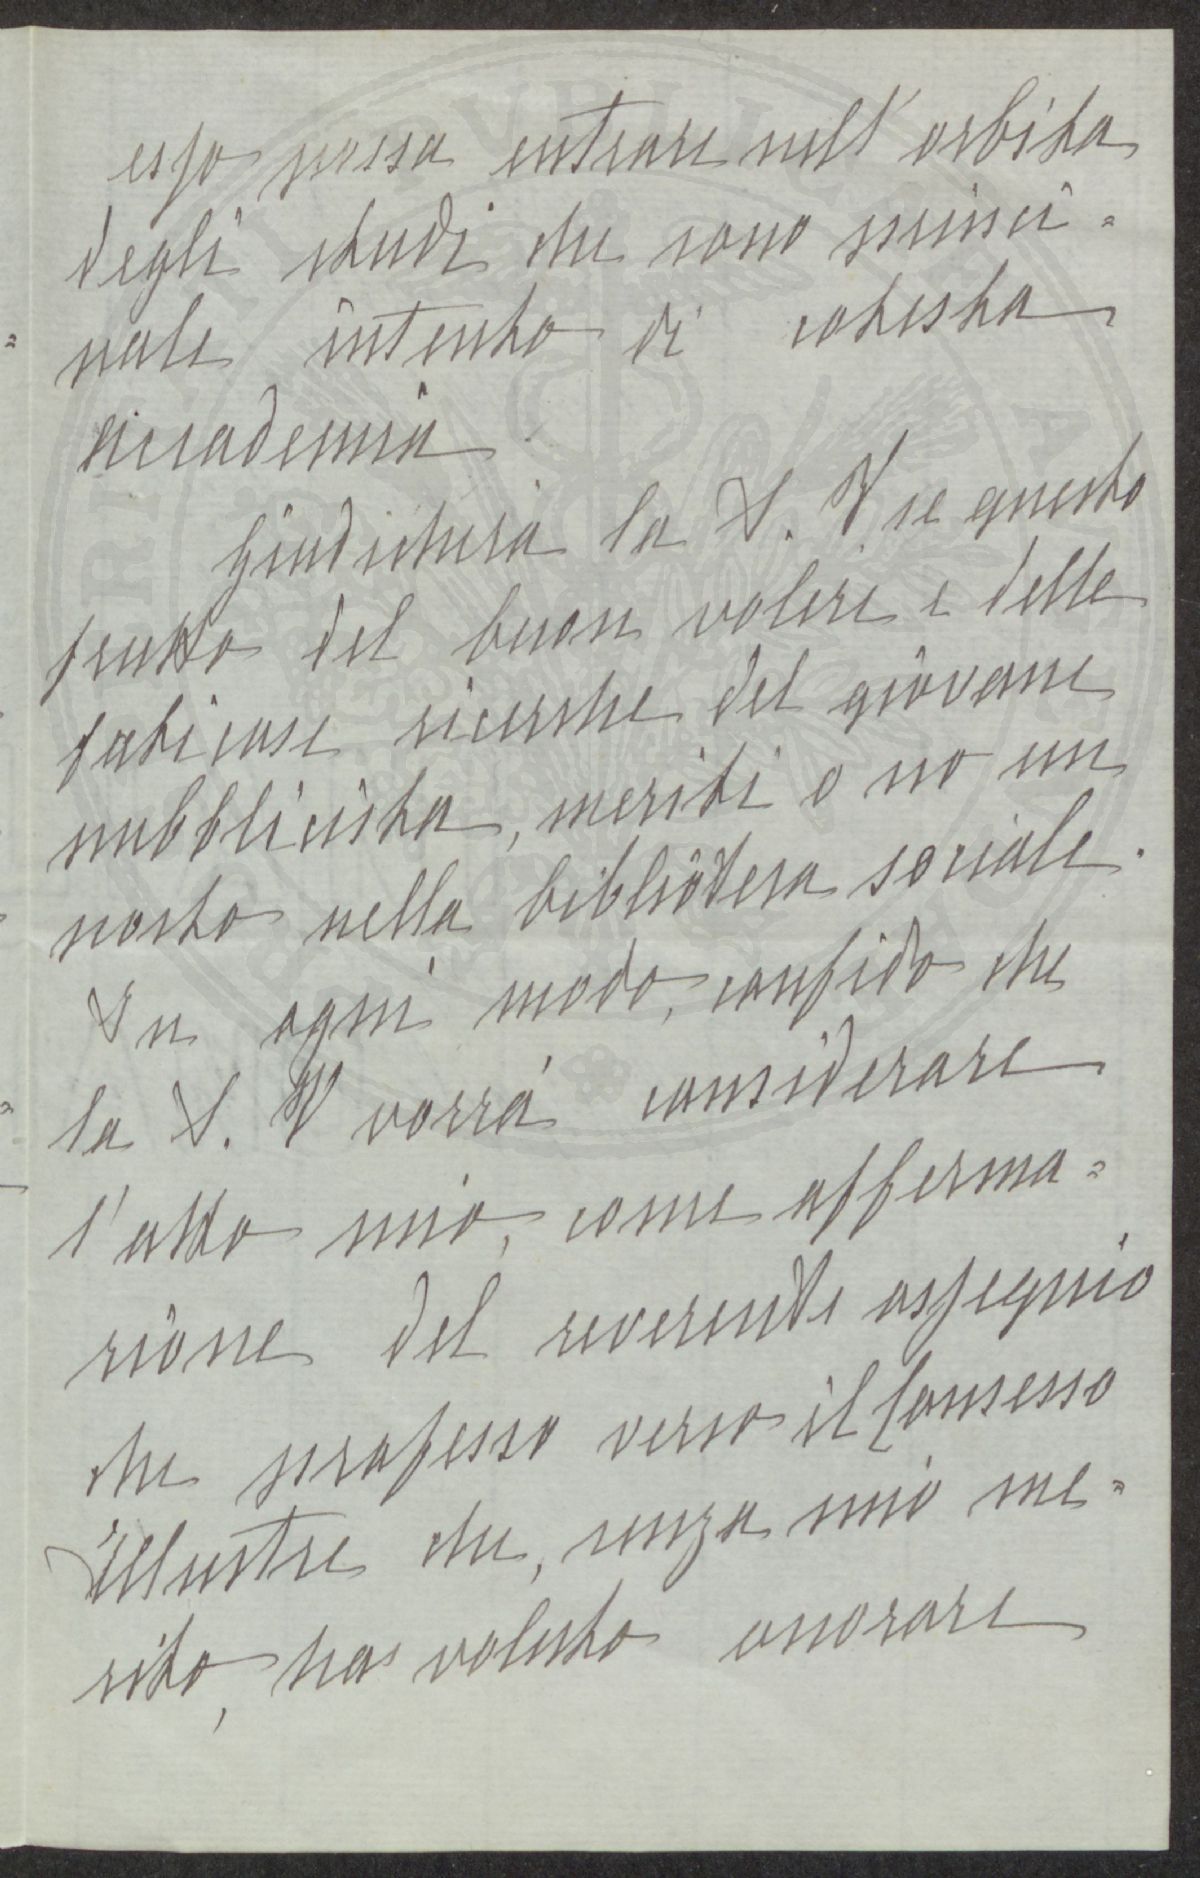 esso possa entrare nell'orbita
degli studi che sono princi=
pale intento di cotesta
Accademia
Giudicherà la S. V se questo
frutto del buon volere e delle
faticose ricerche del giovane
pubblicista, meriti o no un
posto nella biblioteca sociale.
In ogni modo, confido che
la S. V vorrà considerare
l'atto mio, come afferma=
zione del reverente ossequio
che professo verso il Consesso
illustre che, senza mio me=
rito, ha voluto onorare